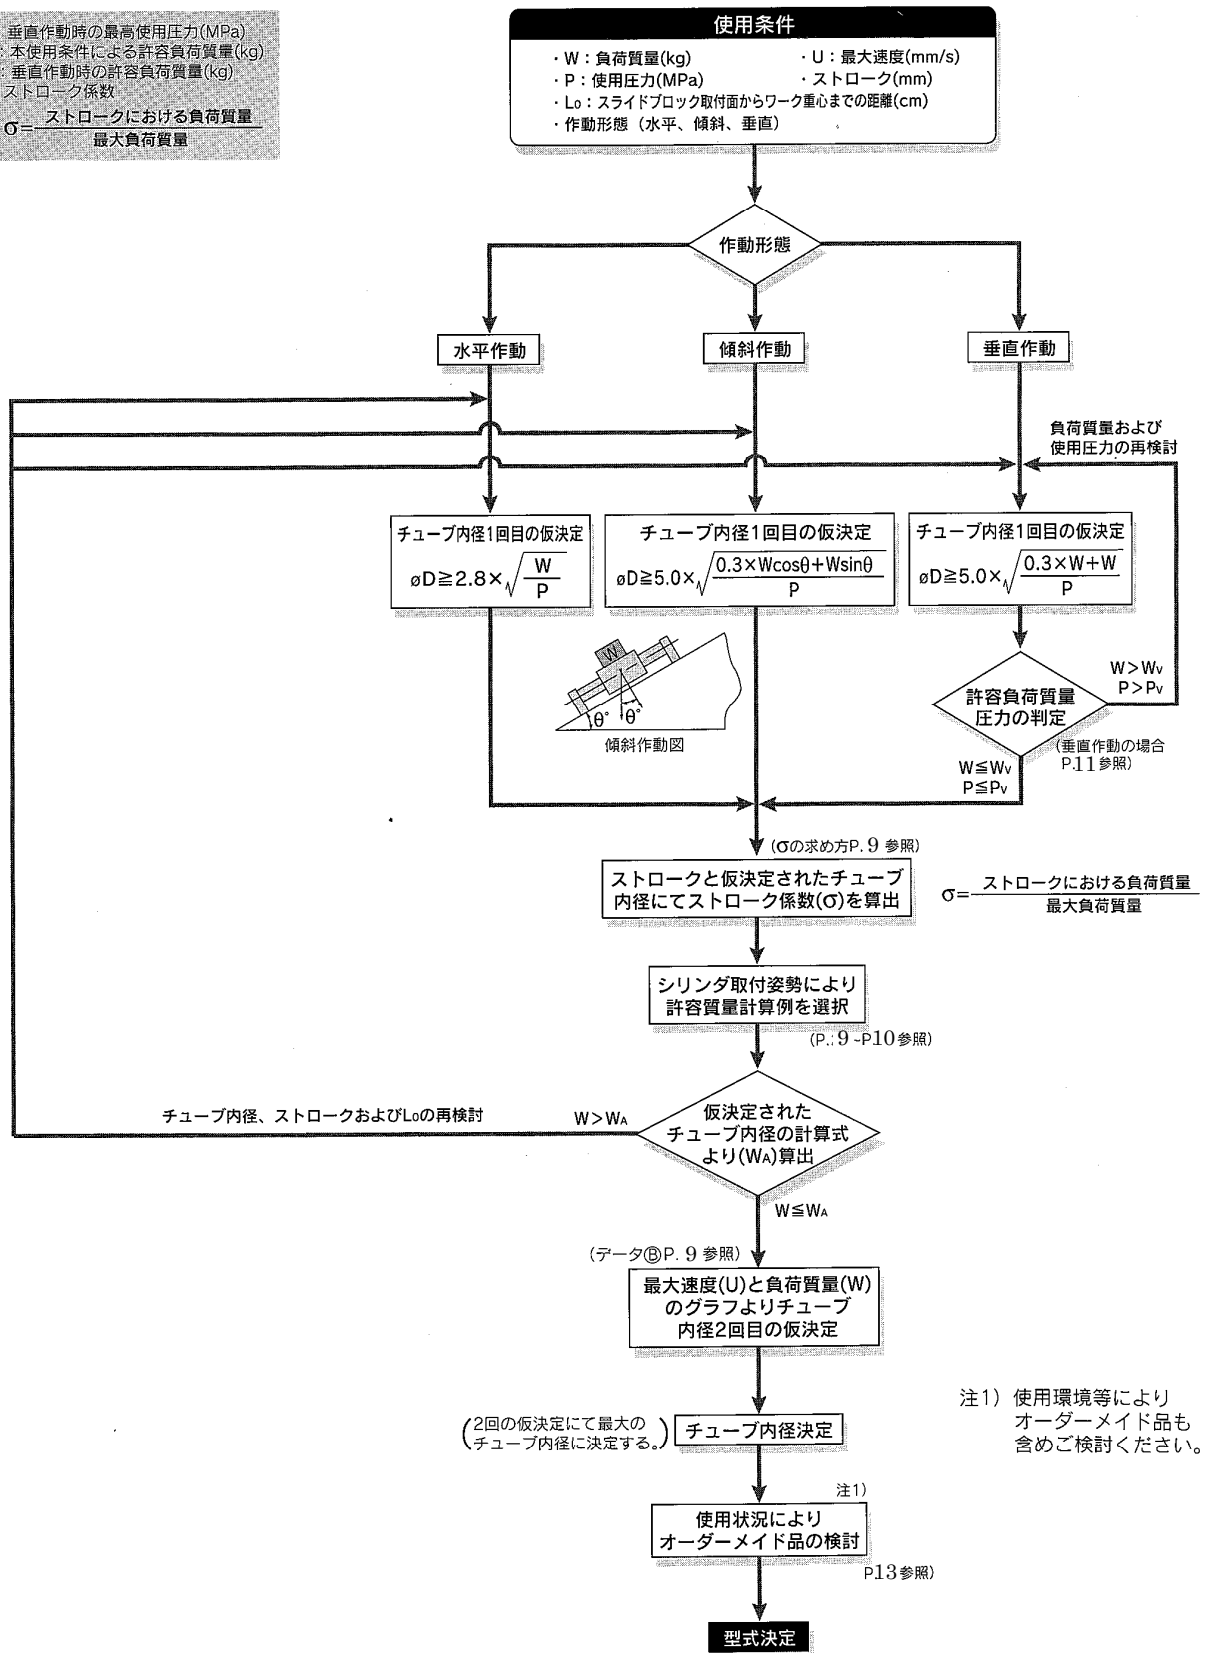 垂直作動時の最高使用圧力(MPa)
: 本使用条件による許容負荷質量(kg)
: 垂直作動時の許容負荷質量(kg)
ストローク係数
σ=ストロークにおける負荷質量
最大負荷質量
使用条件
・W:負荷質量(kg) ・U:最大速度(mm/s)
・P:使用圧力(MPa) ・ストローク(mm)
・L₀:スライドブロック取付面からワーク重心までの距離(cm)
・作動形態(水平、傾斜、垂直)
作動形態
水平作動
傾斜作動
垂直作動
負荷質量および
使用圧力の再検討
チューブ内径1回目の仮決定
øD≧2.8×√W/P
チューブ内径1回目の仮決定
øD≧5.0×√0.3×Wcosθ+Wsinθ/P
チューブ内径1回目の仮決定
øD≧5.0×√0.3×W+W/P
W
θ° θ°
傾斜作動図
W>Wv
P>Pv
許容負荷質量
圧力の判定
(垂直作動の場合
P.11参照)
W≦Wv
P≦Pv
(σの求め方P. 9 参照)
ストロークと仮決定されたチューブ
内径にてストローク係数(σ)を算出
σ=ストロークにおける負荷質量
最大負荷質量
シリンダ取付姿勢により
許容質量計算例を選択
(P.: 9 ~P.10参照)
チューブ内径、ストロークおよびL₀の再検討
W>WA
仮決定された
チューブ内径の計算式
より(WA)算出
W≦WA
(データⒷP. 9 参照)
最大速度(U)と負荷質量(W)
のグラフよりチューブ
内径2回目の仮決定
(2回の仮決定にて最大の
チューブ内径に決定する。)
チューブ内径決定
注1) 使用環境等により
オーダーメイド品も
含めご検討ください。
注1)
使用状況により
オーダーメイド品の検討
P.13参照)
型式決定